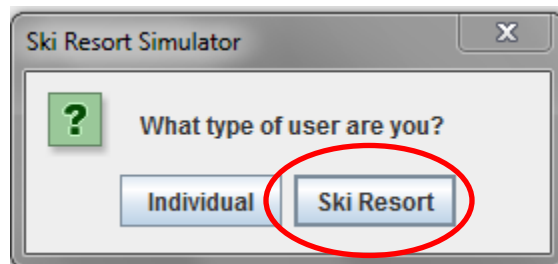 Ski Resort Simulator
x
?
What type of user are you?
Individual Ski Resort